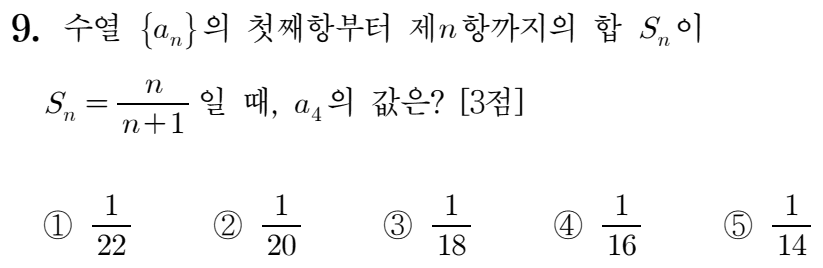 9. 수열 {aₙ}의 첫째항부터 제n항까지의 합 Sₙ이
Sₙ = n/(n+1) 일 때, a₄의 값은? [3점]
① 1/22 ② 1/20 ③ 1/18 ④ 1/16 ⑤ 1/14